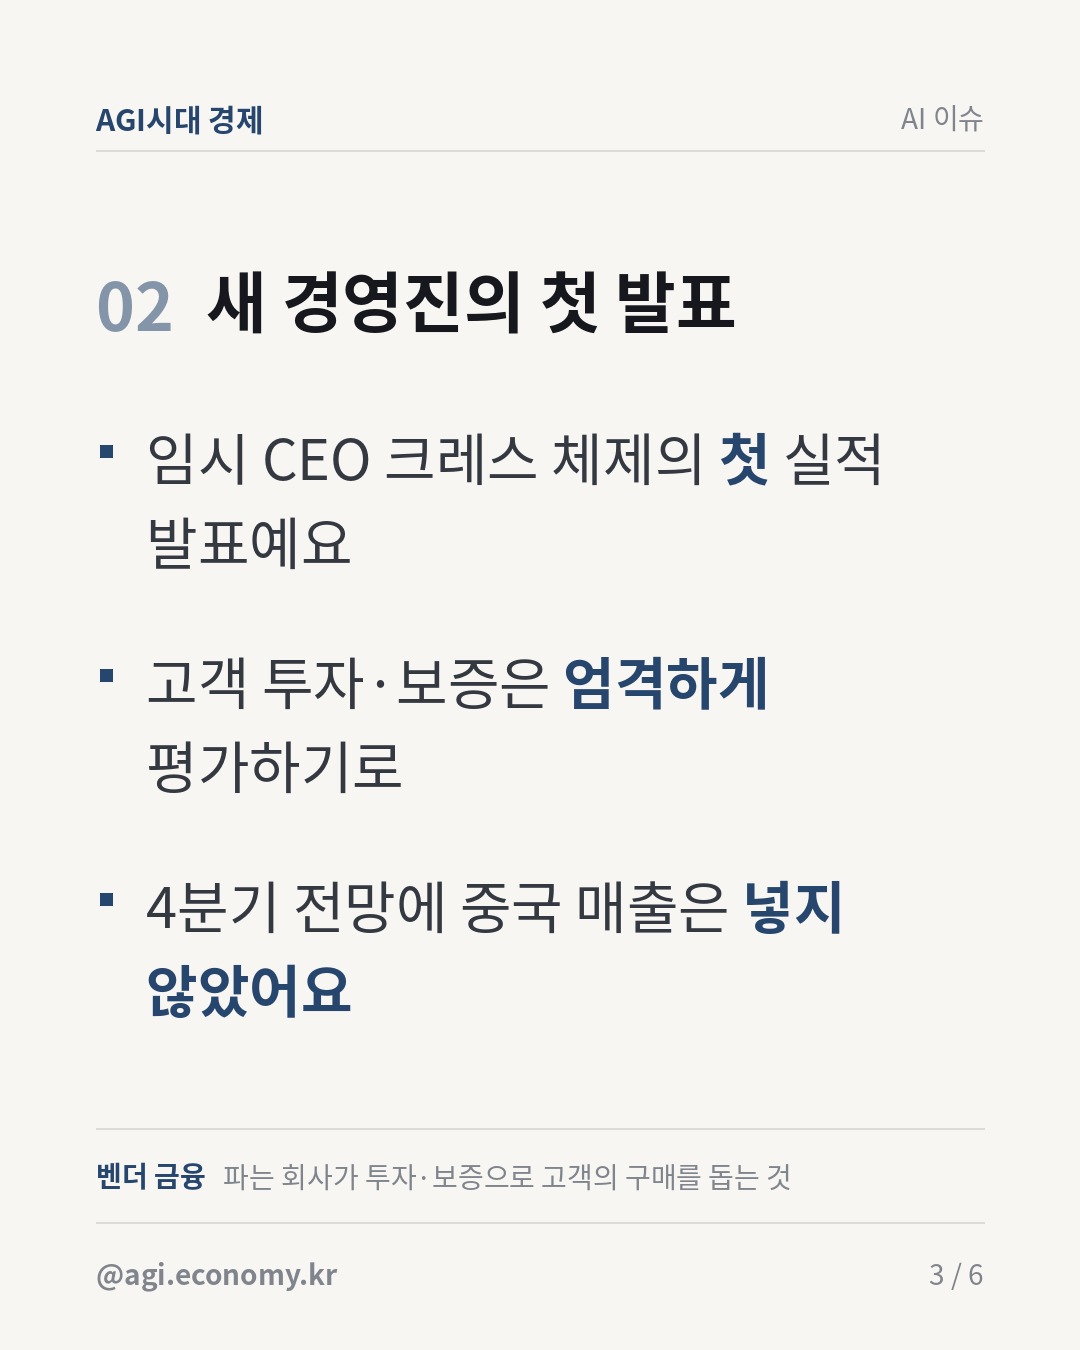 AGI시대 경제
AI 이슈
02 새 경영진의 첫 발표
▪ 임시 CEO 크레스 체제의 첫 실적
발표예요
▪ 고객 투자·보증은 엄격하게
평가하기로
▪ 4분기 전망에 중국 매출은 넣지
않았어요
벤더 금융 파는 회사가 투자·보증으로 고객의 구매를 돕는 것
@agi.economy.kr
3 / 6